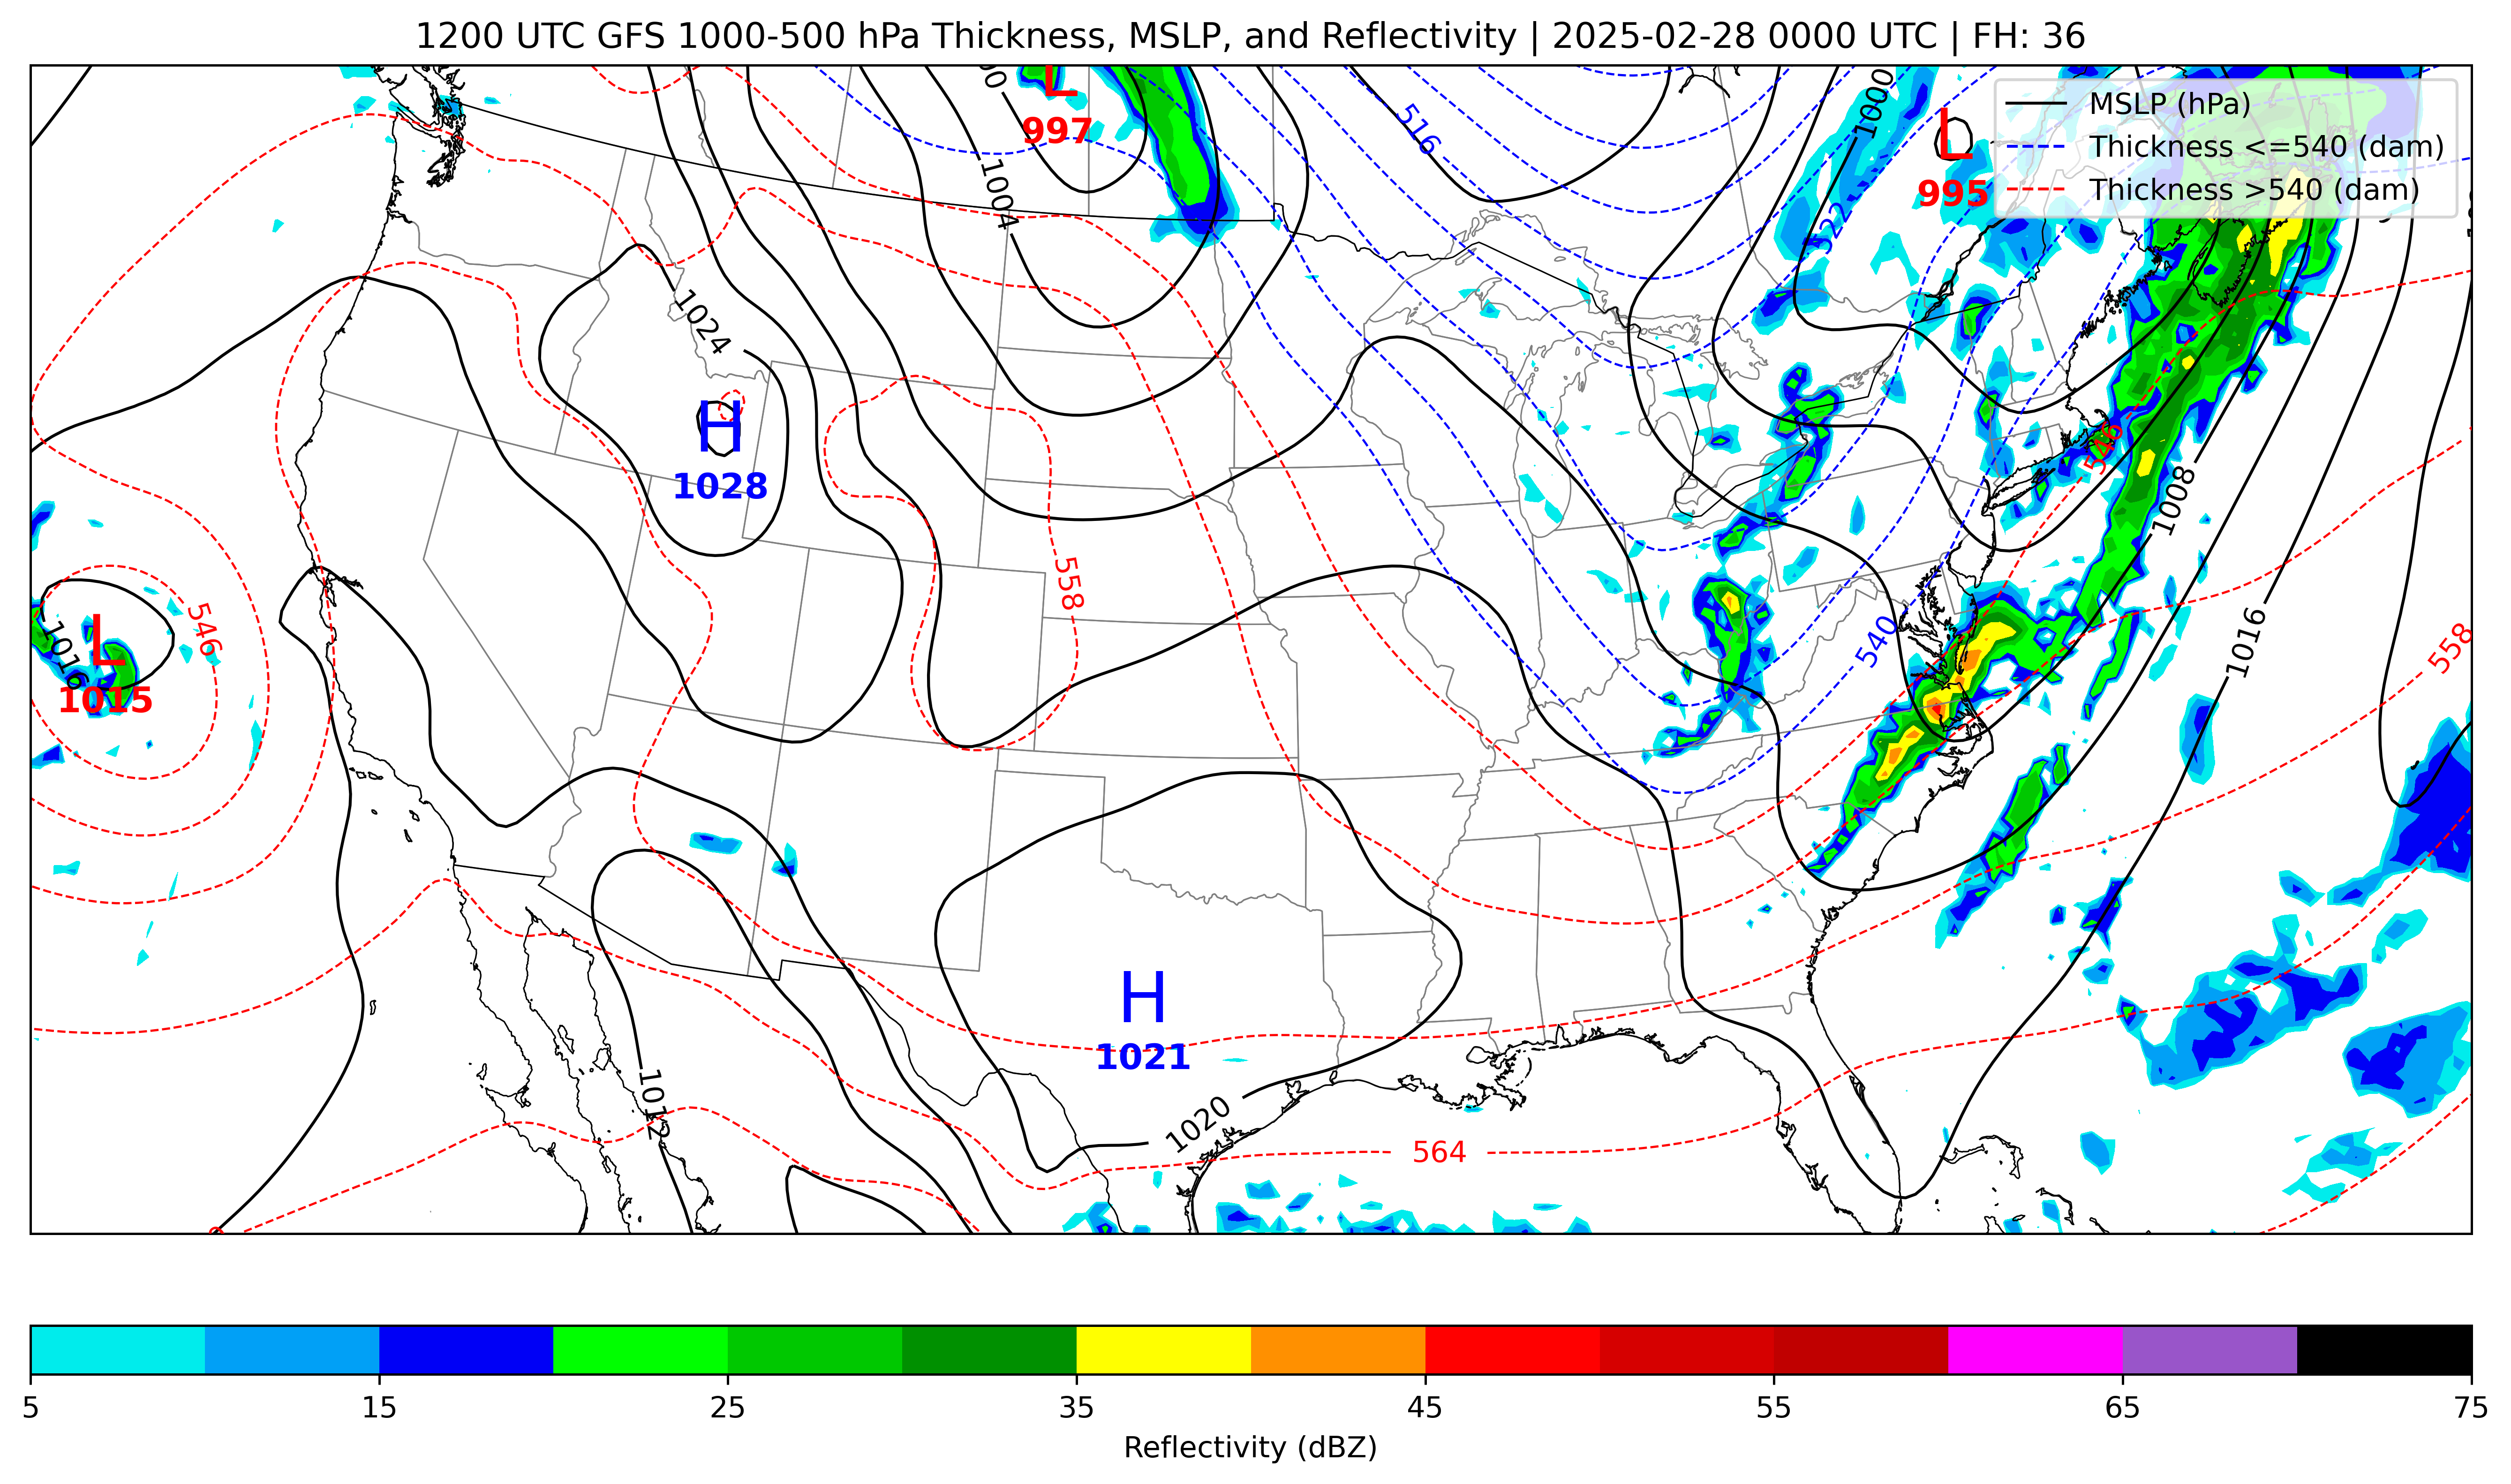 1200 UTC GFS 1000-500 hPa Thickness, MSLP, and Reflectivity | 2025-02-28 0000 UTC | FH: 36
MSLP (hPa)
Thickness <=540 (dam)
Thickness >540 (dam)
L
997
1004
516
1000
L
995
522
1024
H
1028
546
1008
558
546
L
1016
1015
540
1016
558
H
1021
1012
1020
564
5
15
25
35
45
55
65
75
Reflectivity (dBZ)